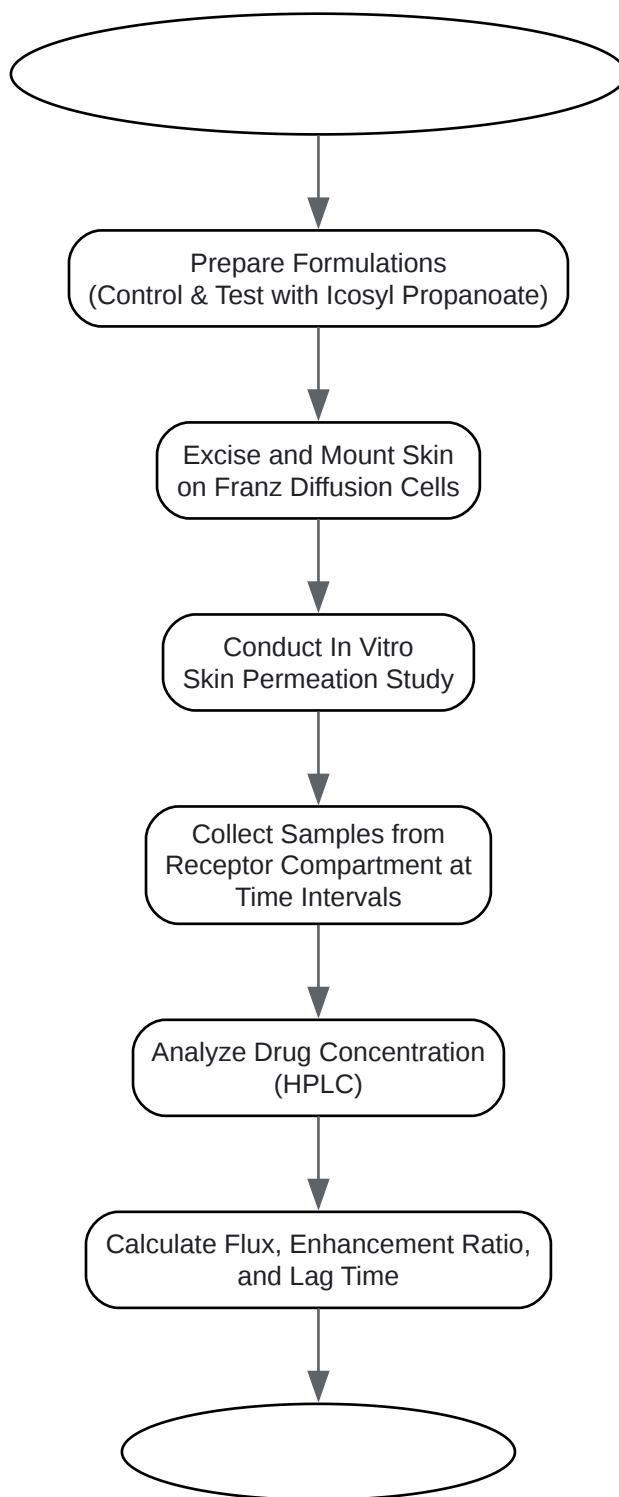 Prepare Formulations
(Control & Test with Icosyl Propanoate)
Excise and Mount Skin
on Franz Diffusion Cells
Conduct In Vitro
Skin Permeation Study
Collect Samples from
Receptor Compartment at
Time Intervals
Analyze Drug Concentration
(HPLC)
Calculate Flux, Enhancement Ratio,
and Lag Time